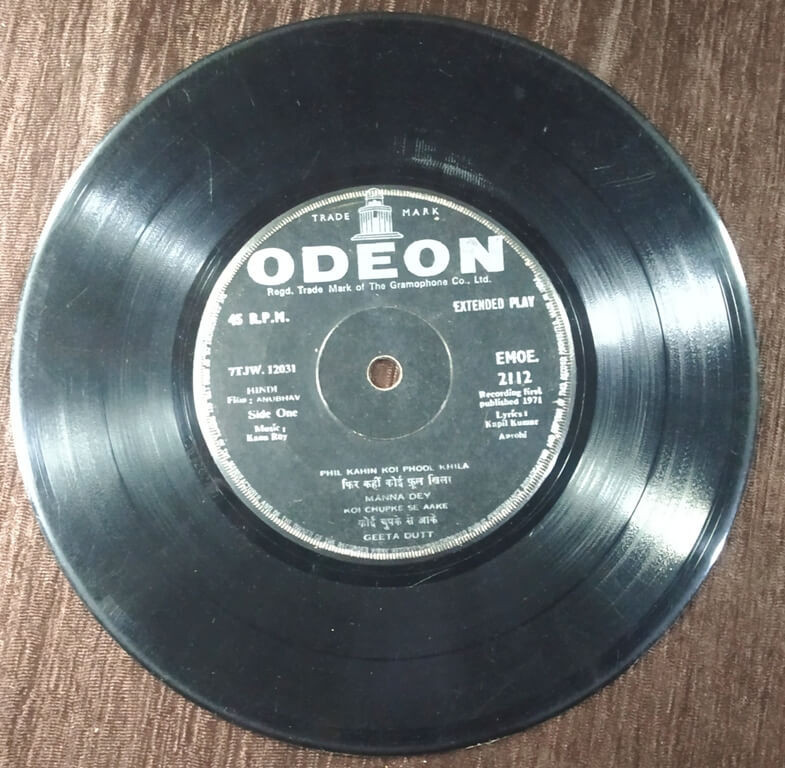 TRADE MARK
ODEON
Regd. Trade Mark of The Gramophone Co., Ltd.
45 R.P.M.
EXTENDED PLAY
7TJW. 12031
HINDI
Film : ANUBHAV
Side One
Music :
Kanu Roy
EMOE.
2112
Recording first
published 1971
Lyrics :
Kapil Kumar
PHIL KAHIN KOI PHOOL KHILA
फिर कहीं कोई फूल खिला
MANNA DEY
KOI CHUPKE SE AAKE
कोई चुपके से आके
GEETA DUTT